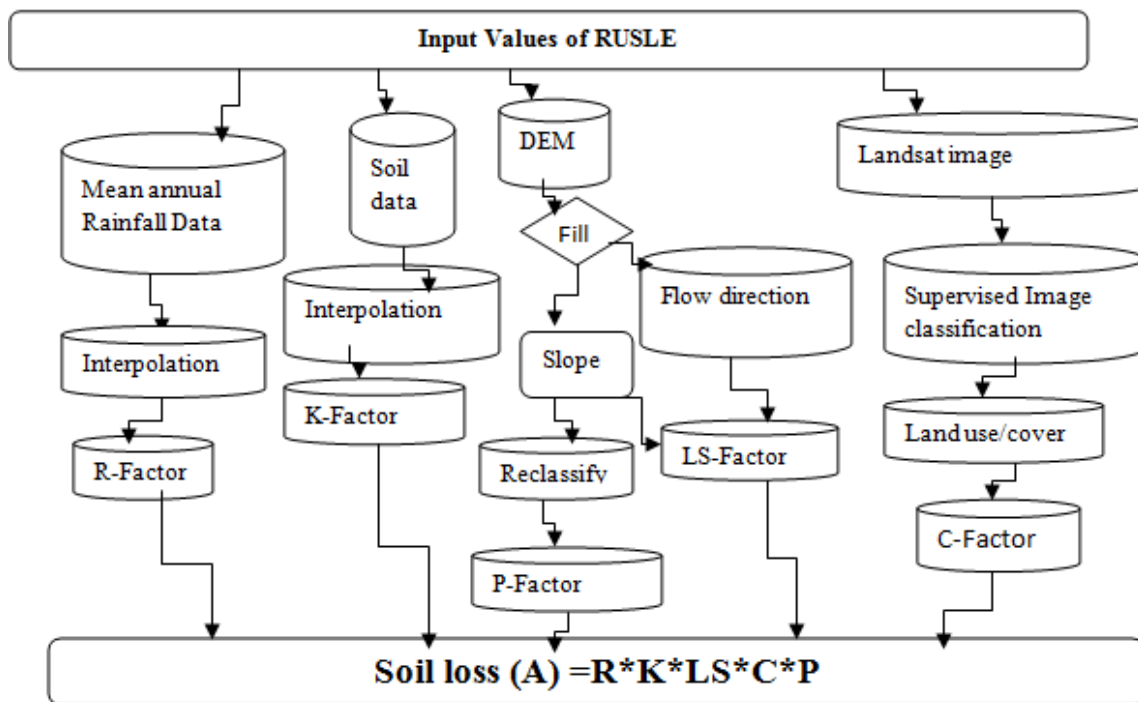 Input Values of RUSLE
Mean annual
Rainfall Data
Soil
data
DEM
Landsat image
Fill
Interpolation
Flow direction
Supervised Image
classification
Interpolation
Slope
K-Factor
Land use/cover
R-Factor
Reclassify
LS-Factor
C-Factor
P-Factor
Soil loss (A) =R*K*LS*C*P